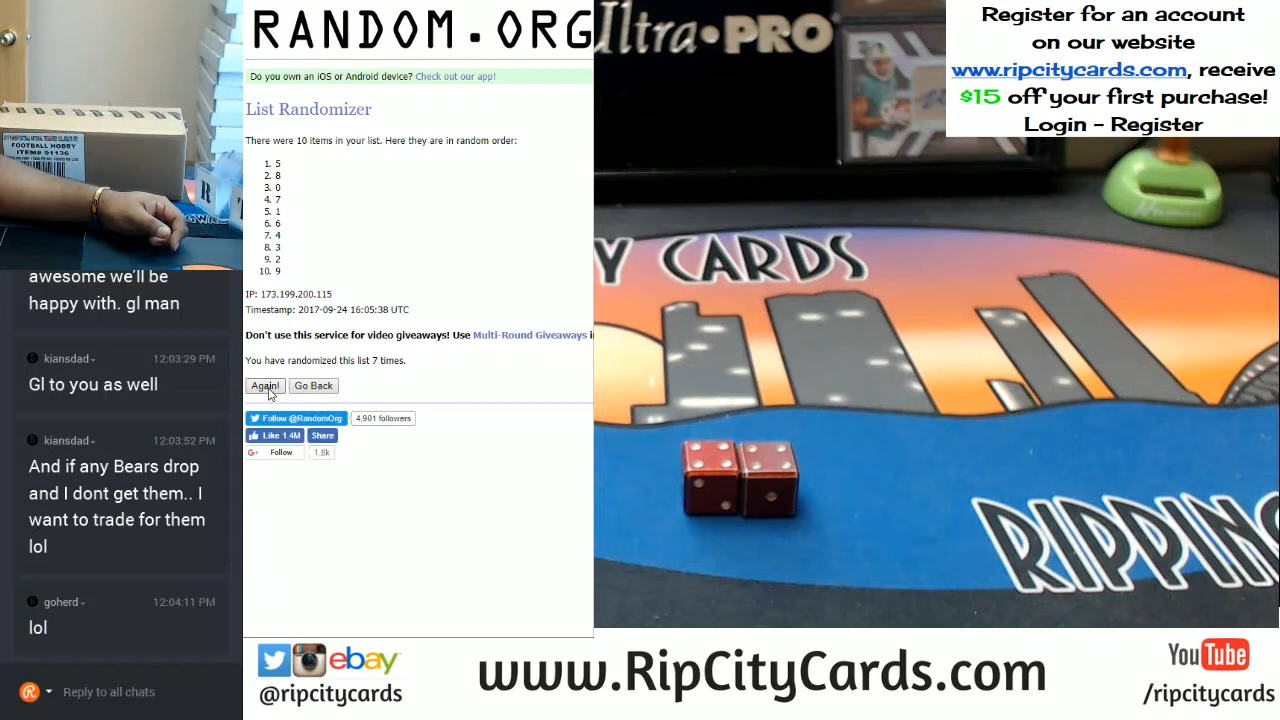 RANDOM.ORG
Do you own an iOS or Android device? Check out our app!
List Randomizer
There were 10 items in your list. Here they are in random order:
1. 5
2. 8
3. 0
4. 7
5. 1
6. 6
7. 4
8. 3
9. 2
10. 9
IP: 173.199.200.115
Timestamp: 2017-09-24 16:05:38 UTC
Don't use this service for video giveaways! Use Multi-Round Giveaways i
You have randomized this list 7 times.
Again!
Go Back
Follow @RandomOrg
4,901 followers
Like 1.4M
Share
Follow
1.8k
FOOTBALL HOBBY
ITEM# 91136
awesome we'll be
happy with. gl man
kiansdad
12:03:29 PM
Gl to you as well
kiansdad
12:03:52 PM
And if any Bears drop
and I dont get them.. I
want to trade for them
lol
goherd
12:04:11 PM
lol
Reply to all chats
Ultra•PRO
Register for an account
on our website
www.ripcitycards.com, receive
$15 off your first purchase!
Login - Register
Y CARDS
RIPPING
ebay
@ripcitycards
www.RipCityCards.com
YouTube
/ripcitycards